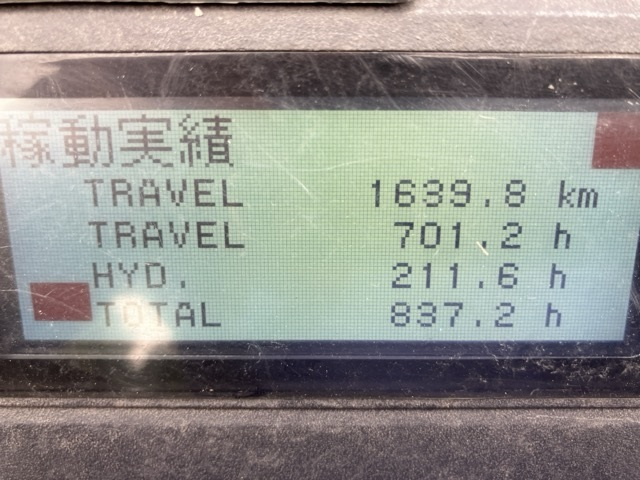 稼動実績
TRAVEL 1639.8 km
TRAVEL 701.2 h
HYD. 211.6 h
TOTAL 837.2 h